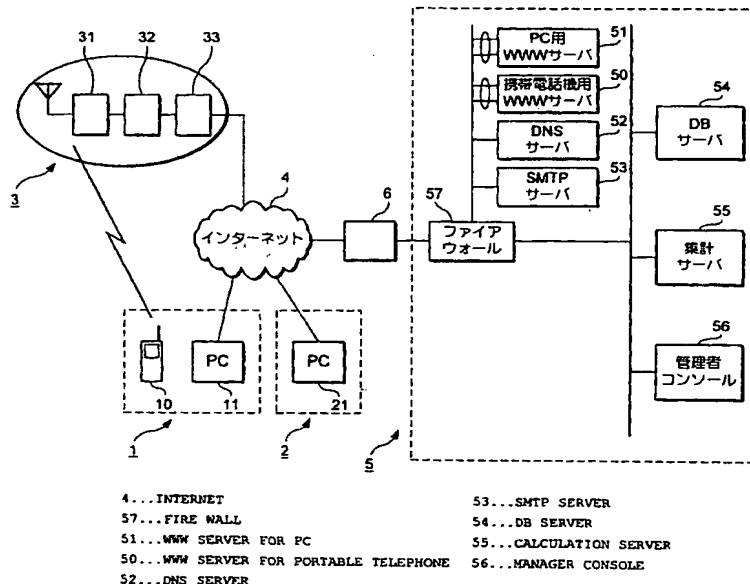 31
32
33
3
4
インターネット
6
57
ファイア
ウォール
PC用
WWWサーバ
51
携帯電話機用
WWWサーバ
50
DNS
サーバ
52
SMTP
サーバ
53
54
DB
サーバ
55
集計
サーバ
56
管理者
コンソール
10
PC
11
1
PC
21
2
5
4...INTERNET
57...FIRE WALL
51...WWW SERVER FOR PC
50...WWW SERVER FOR PORTABLE TELEPHONE
52...DNS SERVER
53...SMTP SERVER
54...DB SERVER
55...CALCULATION SERVER
56...MANAGER CONSOLE